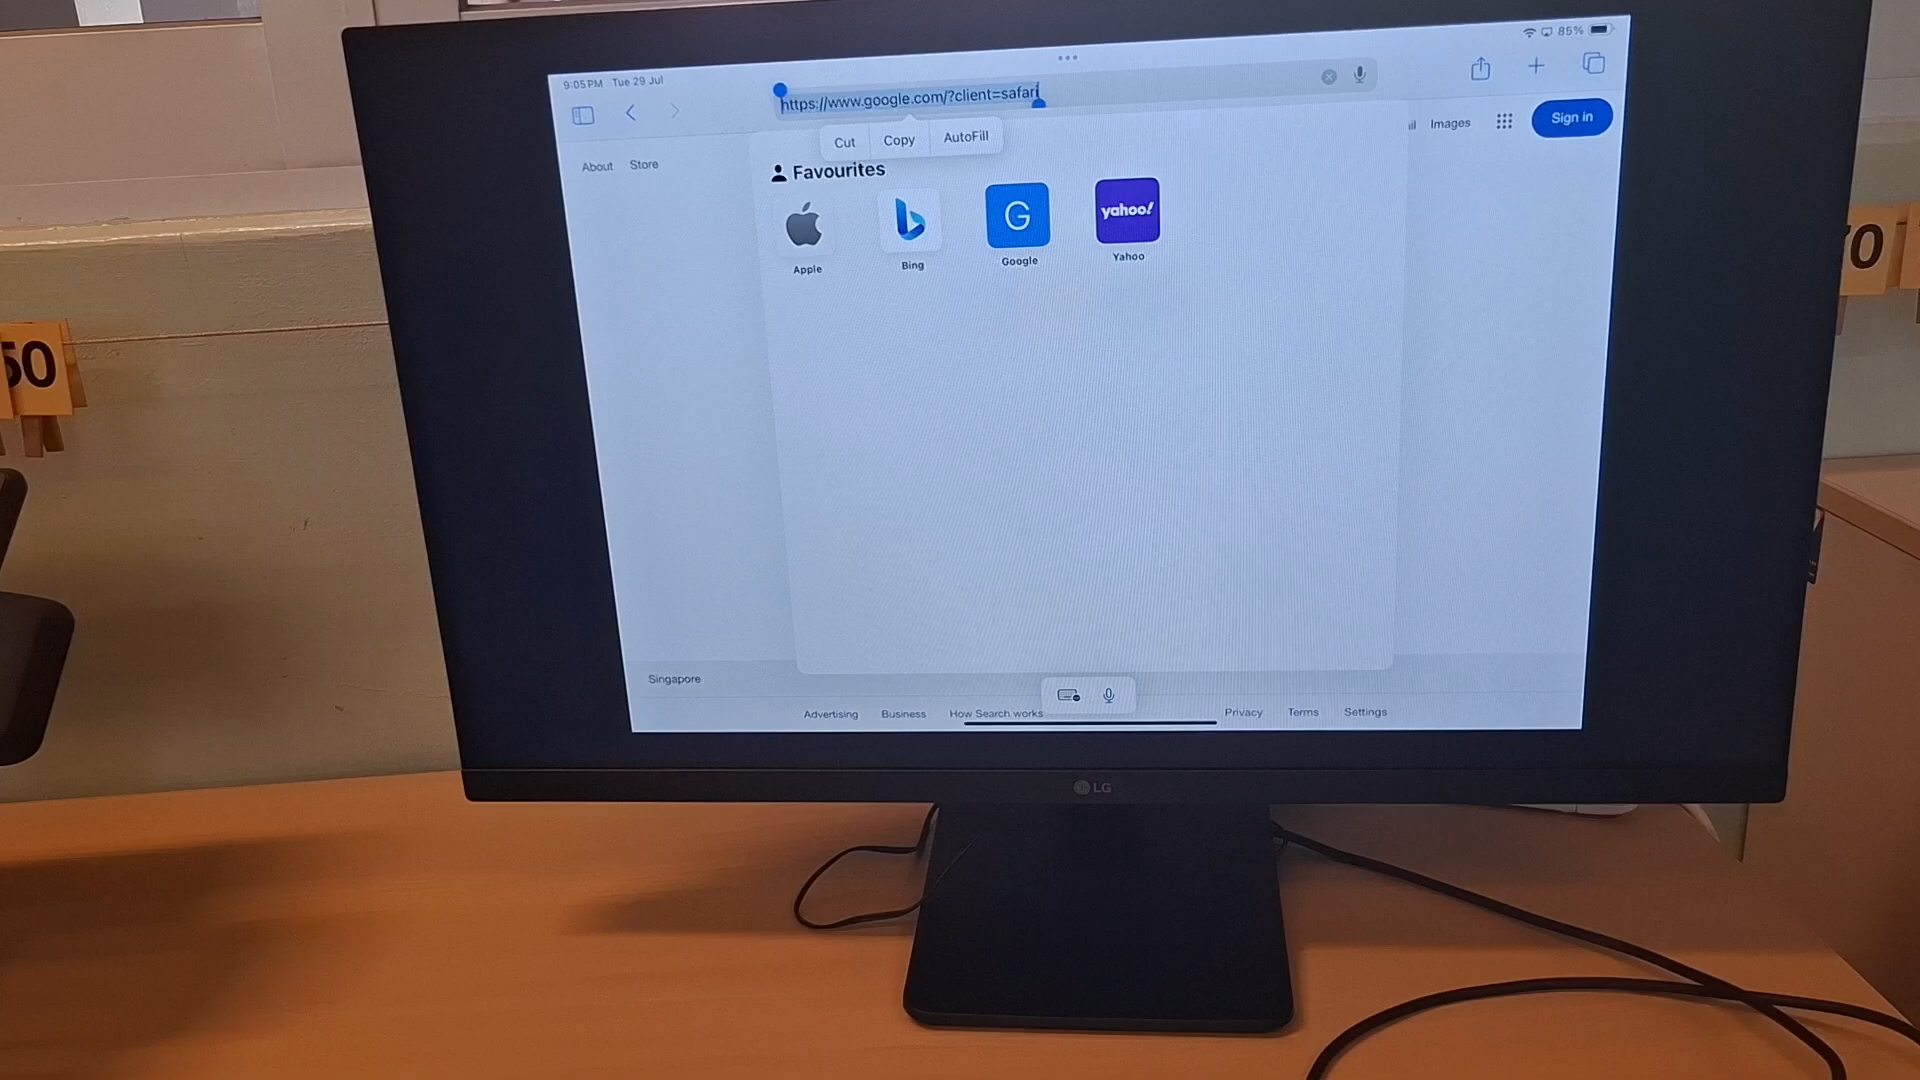 9:05 PM Tue 29 Jul
85%
https://www.google.com/?client=safari
Cut Copy AutoFill
Images
Sign in
About Store
Favourites
yahoo!
G
Apple Bing Google Yahoo
50
Singapore
Advertising Business How Search works Privacy Terms Settings
LG